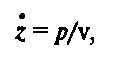 ż = p/v,